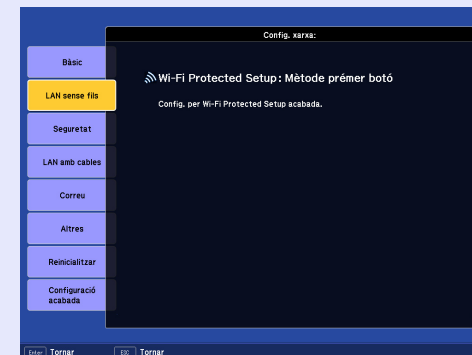 Config. xarxa:
Bàsic
LAN sense fils
Seguretat
LAN amb cables
Correu
Altres
Reinicialitzar
Configuració
acabada
Wi-Fi Protected Setup: Mètode prémer botó
Config. per Wi-Fi Protected Setup acabada.
Enter Tornar
ESC Tornar